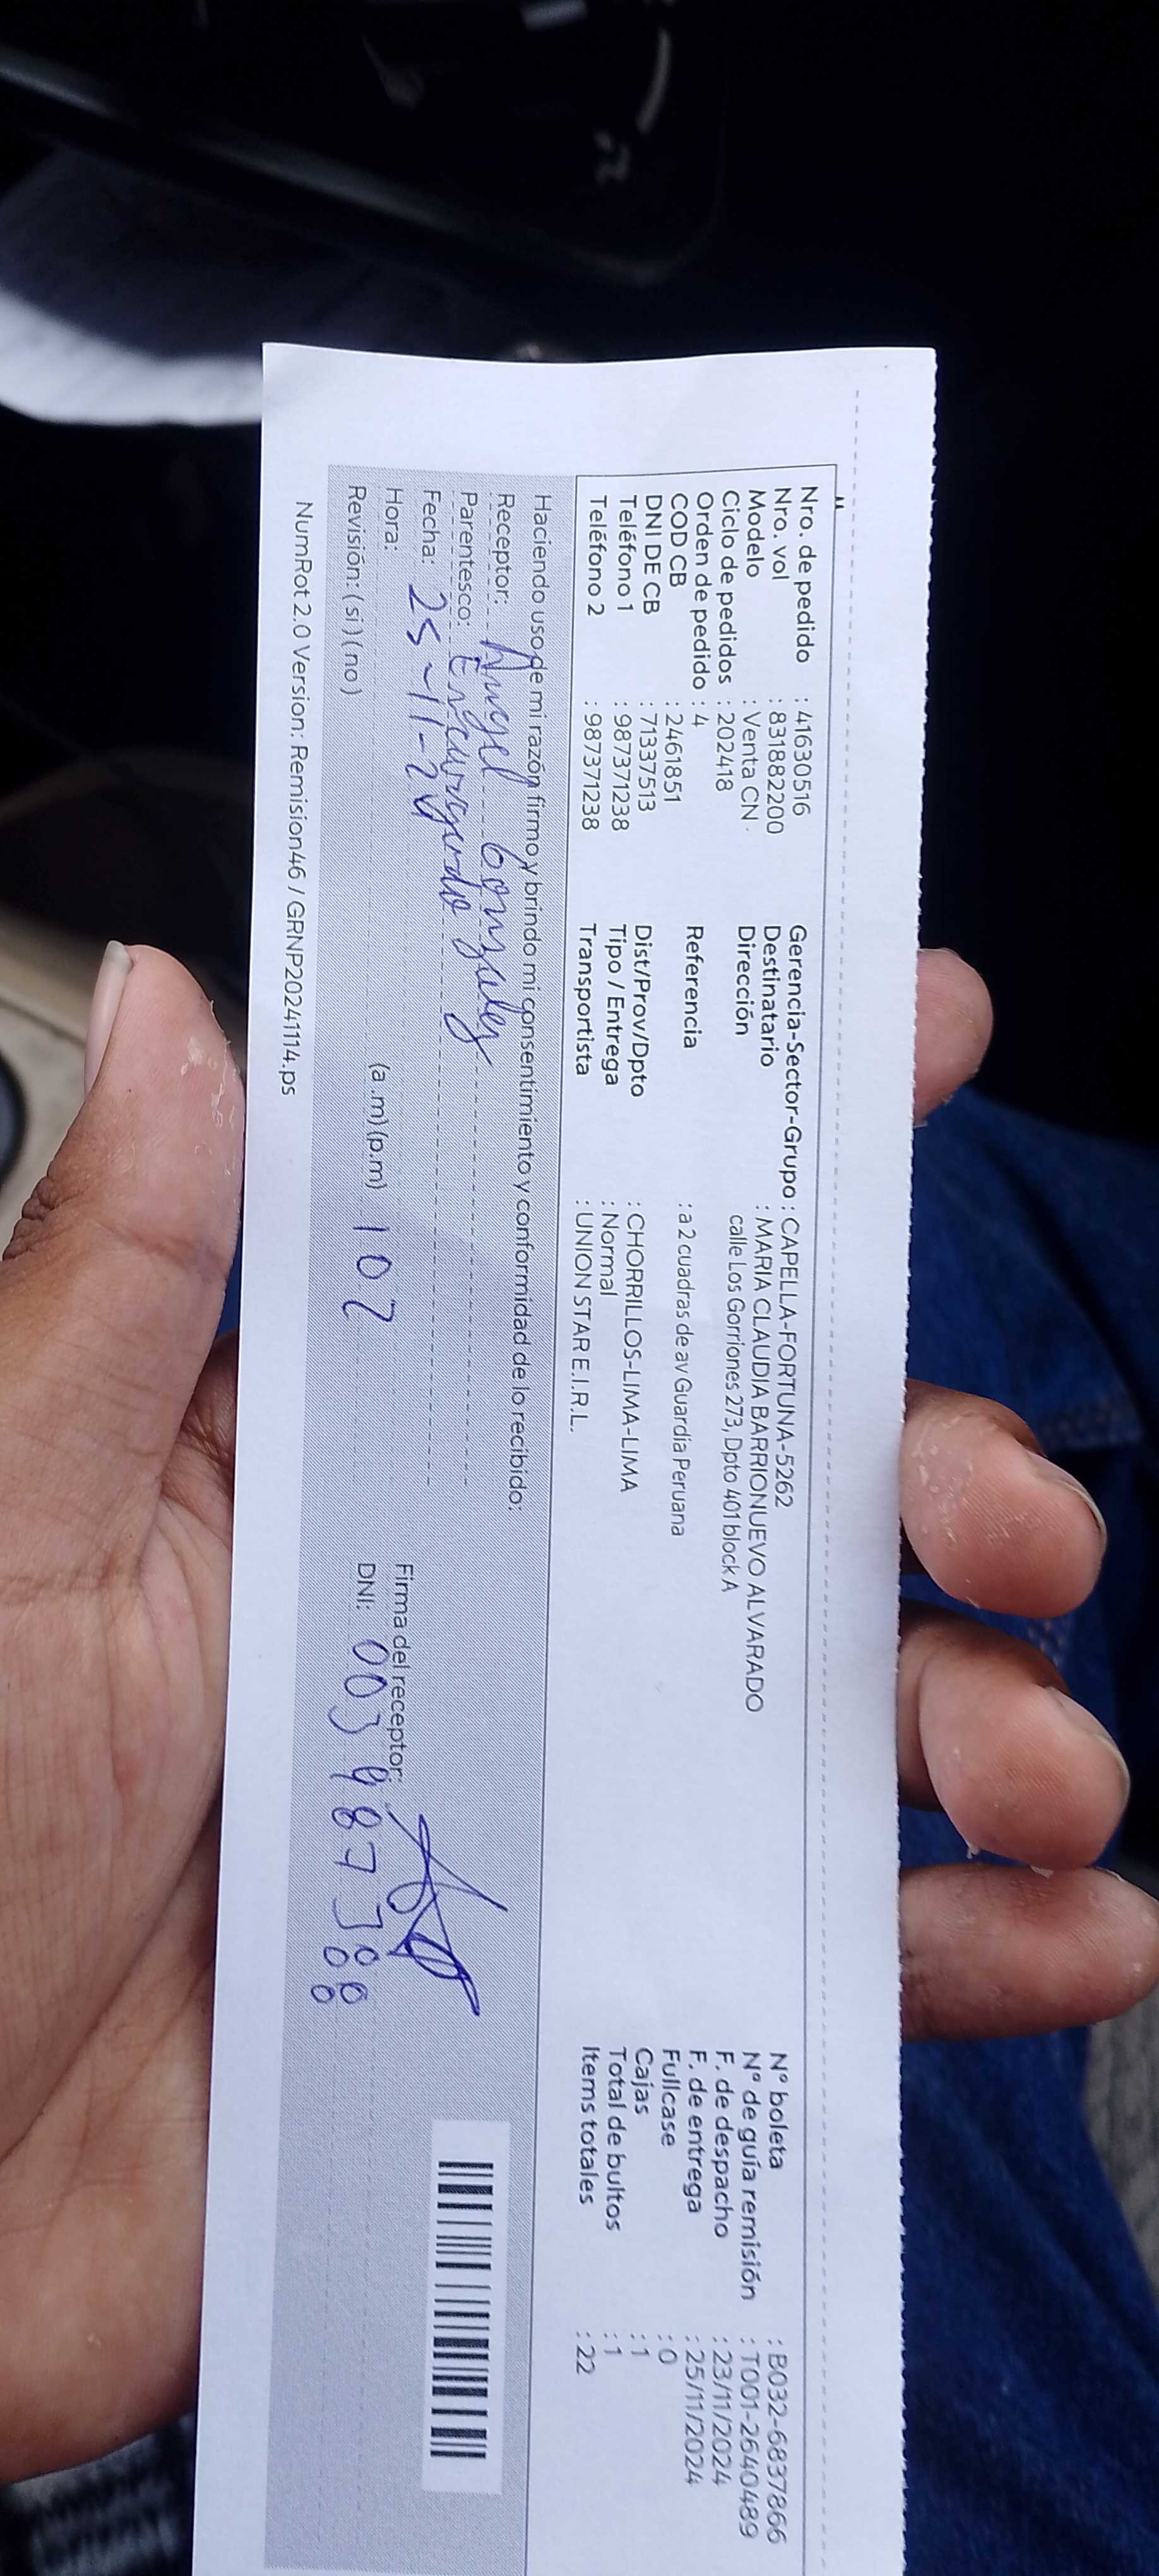 Nro. de pedido : 41630516
Nro. vol : 831882200
Modelo : Venta CN
Ciclo de pedidos : 202418
Orden de pedido : 4
COD CB : 2461851
DNI DE CB : 71337513
Teléfono 1 : 987371238
Teléfono 2 : 987371238
Gerencia-Sector-Grupo : CAPELLA-FORTUNA-5262
Destinatario : MARIA CLAUDIA BARRIONUEVO ALVARADO
Dirección calle Los Gorriones 273, Dpto 401 block A
Referencia : a 2 cuadras de av Guardia Peruana
Dist/Prov/Dpto : CHORRILLOS-LIMA-LIMA
Tipo / Entrega : Normal
Transportista : UNION STAR E.I.R.L.
N° boleta : B032-6837866
N° de guía remisión : T001-2640489
F. de despacho : 23/11/2024
F. de entrega : 25/11/2024
Fullcase : 0
Cajas : 1
Total de bultos : 1
Items totales : 22
Haciendo uso de mi razón firmo y brindo mi consentimiento y conformidad de lo recibido:
Receptor: Angel Gonzales
Parentesco: Encargado
Fecha: 25-11-24
Hora: (a.m) (p.m) 107
Revisión: (si) (no)
Firma del receptor:
DNI:
NumRot 2.0 Version: Remision46 / GRNP20241114.ps